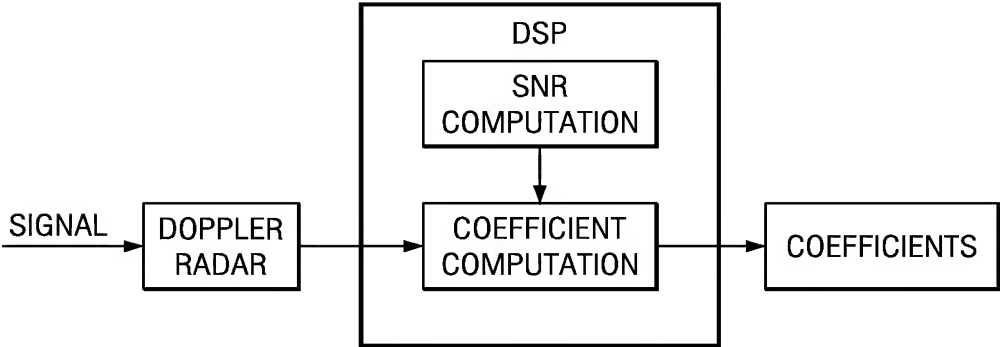 DSP
SNR
COMPUTATION
SIGNAL
DOPPLER
RADAR
COEFFICIENT
COMPUTATION
COEFFICIENTS